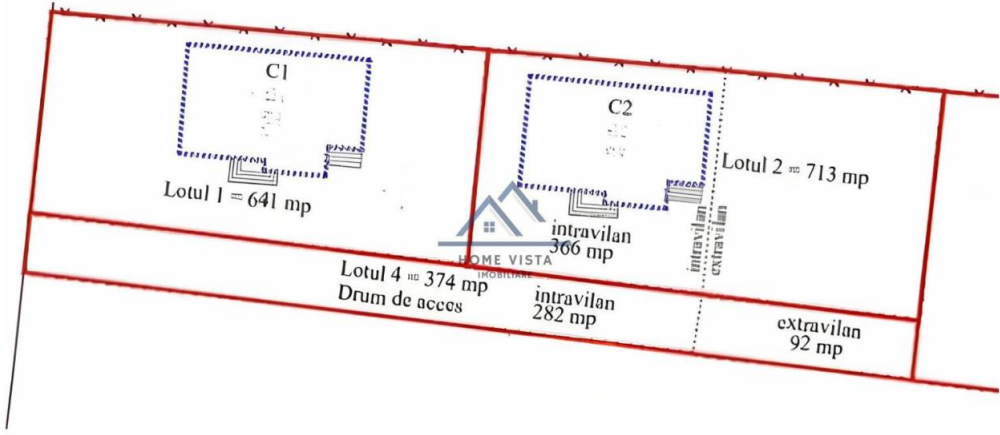 C1
C2
Lotul 2 = 713 mp
Lotul 1 = 641 mp
intravilan
366 mp
intravilan
extravilan
HOME VISTA
IMOBILIARE
Lotul 4 = 374 mp
Drum de acces
intravilan
282 mp
extravilan
92 mp